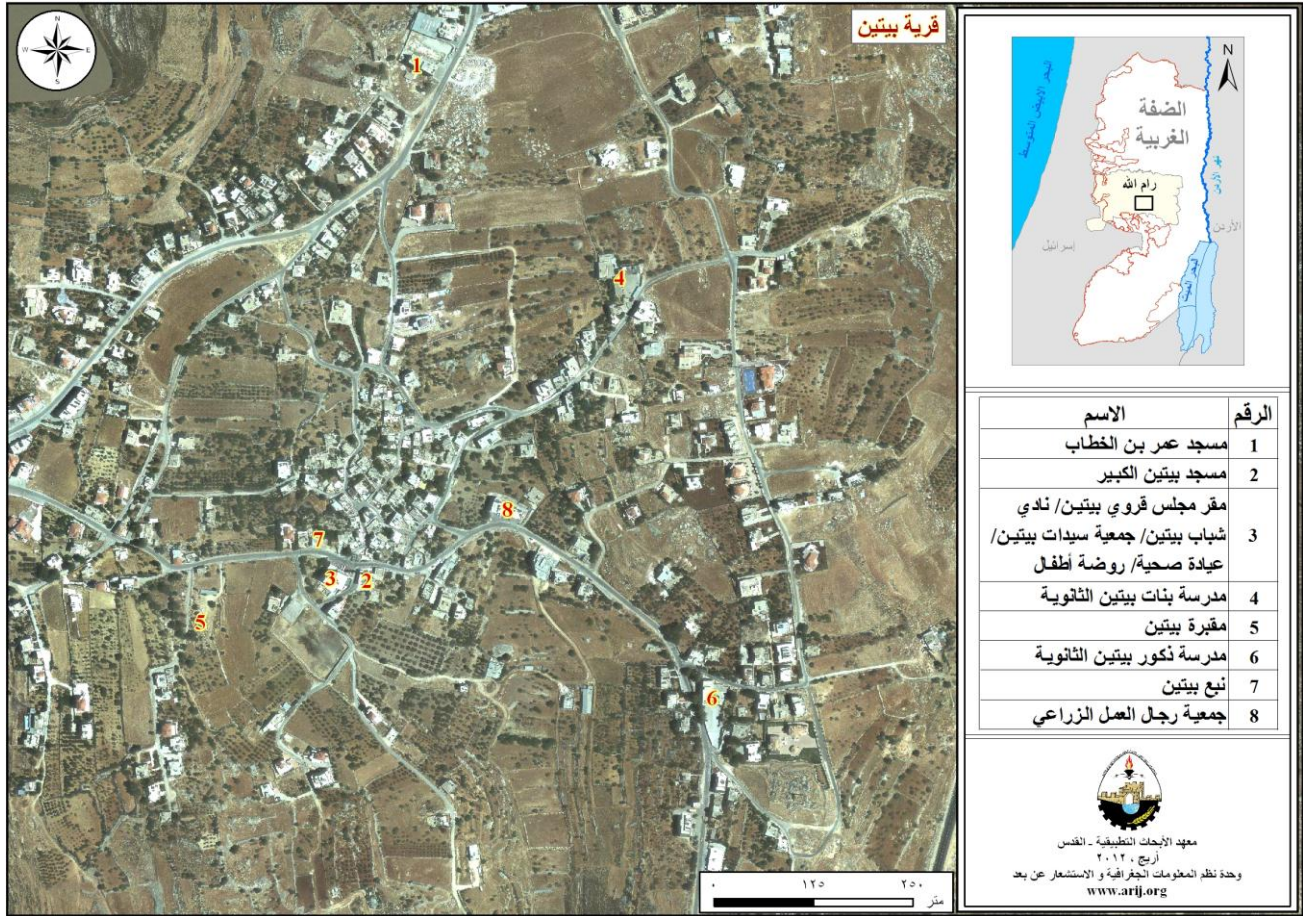 قرية بيتين
N
E
S
W
1
4
8
7
3
2
5
6
٠ ١٢٥ ٢٥٠
متر
N
البحر الابيض المتوسط
الضفة
الغربية
نهر الأردن
رام الله
الأردن
إسرائيل
البحر الميت
الرقم الاسم
1 مسجد عمر بن الخطاب
2 مسجد بيتين الكبير
3 مقر مجلس قروي بيتين/ نادي
شباب بيتين/ جمعية سيدات بيتين/
عيادة صحية/ روضة أطفال
4 مدرسة بنات بيتين الثانوية
5 مقبرة بيتين
6 مدرسة ذكور بيتين الثانوية
7 نبع بيتين
8 جمعية رجال العمل الزراعي
معهد الأبحاث التطبيقية - القدس
أريج ، ٢٠١٢
وحدة نظم المعلومات الجغرافية و الاستشعار عن بعد
www.arij.org